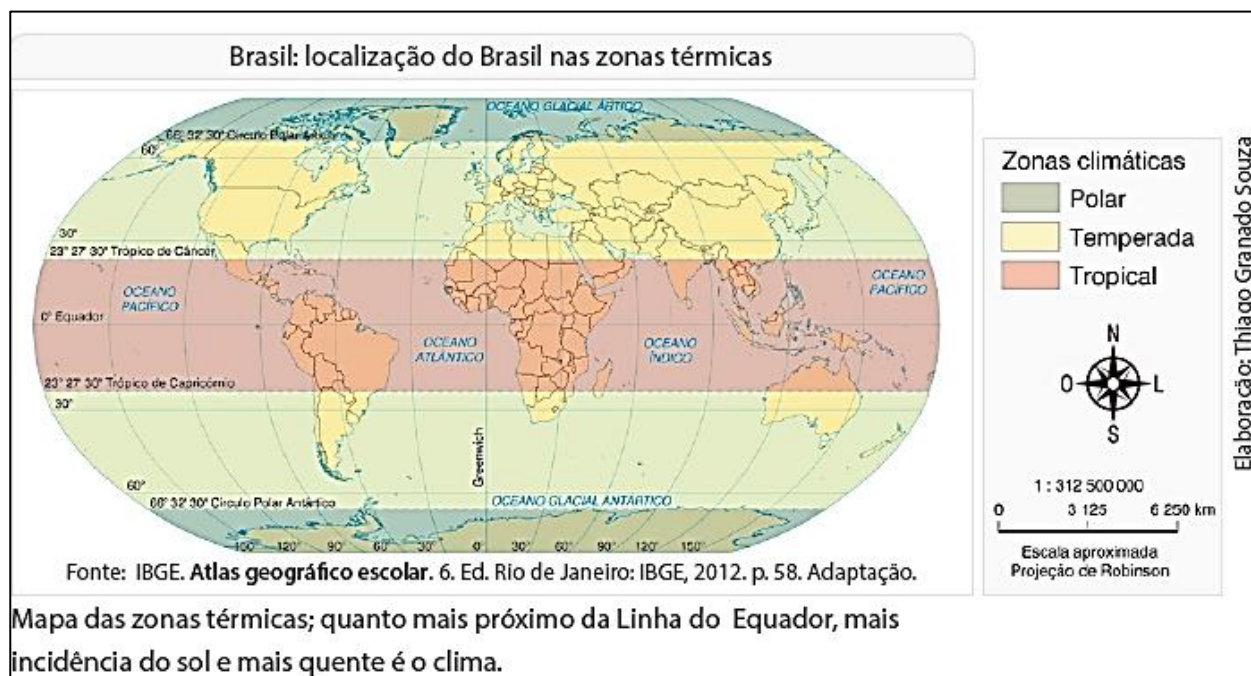 Brasil: localização do Brasil nas zonas térmicas
OCEANO GLACIAL ÁRTICO
66° 32' 30" Círculo Polar Ártico
60°
30°
23° 27' 30" Trópico de Câncer
OCEANO
PACÍFICO
OCEANO
PACÍFICO
0° Equador
OCEANO
ATLÂNTICO
OCEANO
ÍNDICO
23° 27' 30" Trópico de Capricórnio
30°
Greenwich
60°
66° 32' 30" Círculo Polar Antártico
OCEANO GLACIAL ANTÁRTICO
150° 120° 90° 60° 30° 0° 30° 60° 90° 120° 150°
Fonte: IBGE. Atlas geográfico escolar. 6. Ed. Rio de Janeiro: IBGE, 2012. p. 58. Adaptação.
Zonas climáticas
Polar
Temperada
Tropical
N
O
L
S
1 : 312 500 000
0 3 125 6 250 km
Escala aproximada
Projeção de Robinson
Elaboração: Thiago Granado Souza
Mapa das zonas térmicas; quanto mais próximo da Linha do Equador, mais
incidência do sol e mais quente é o clima.